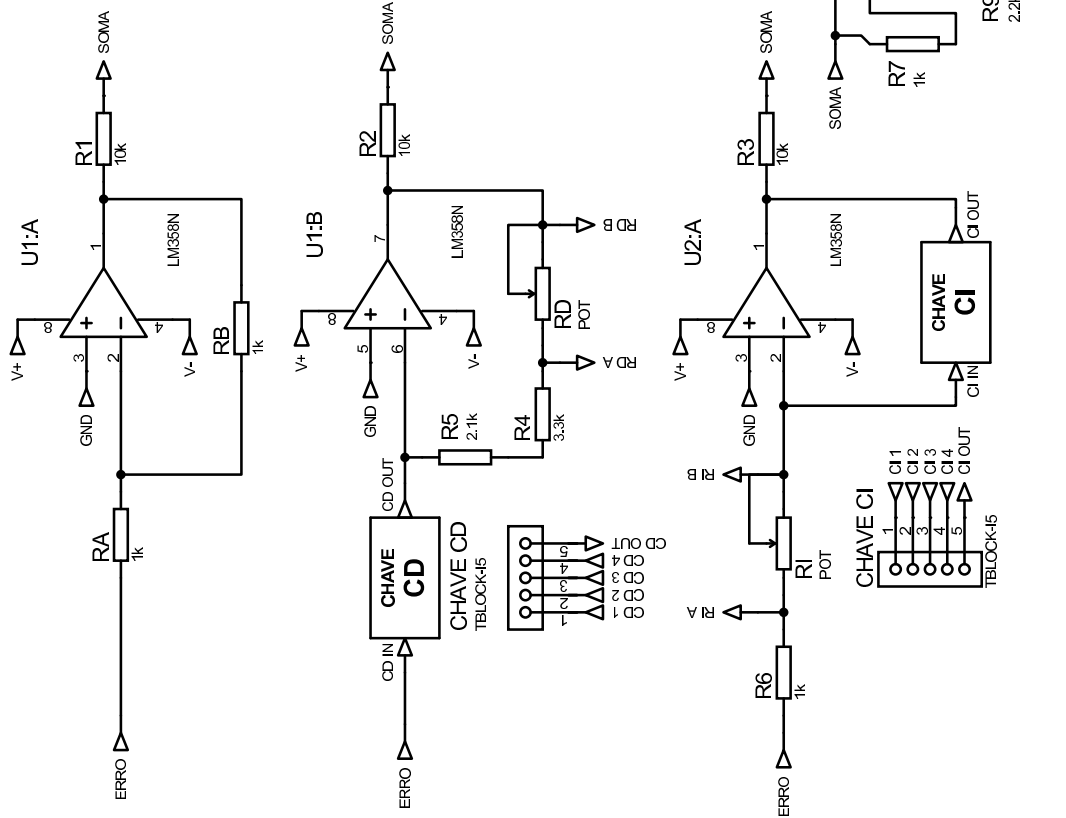 SOMA
R1
10k
U1:A
1
LM358N
V+
8
3
2
4
V-
GND
RB
1k
RA
1k
ERRO
SOMA
R2
10k
U1:B
7
LM358N
V+
8
5
6
4
V-
GND
RD B
RD
POT
RD A
R4
3.3k
R5
2.1k
CD OUT
CHAVE
CD
CHAVE CD
TBLOCK-I5
CD IN
ERRO
5
4
3
2
1
CD OUT
CD 4
CD 3
CD 2
CD 1
SOMA
R3
10k
U2:A
1
LM358N
V+
8
3
2
4
V-
GND
CI OUT
CHAVE
CI
CI IN
RI B
RI
POT
RI A
R6
1k
ERRO
CHAVE CI
CI 1
CI 2
CI 3
CI 4
CI OUT
1
2
3
4
5
TBLOCK-I5
SOMA
R7
1k